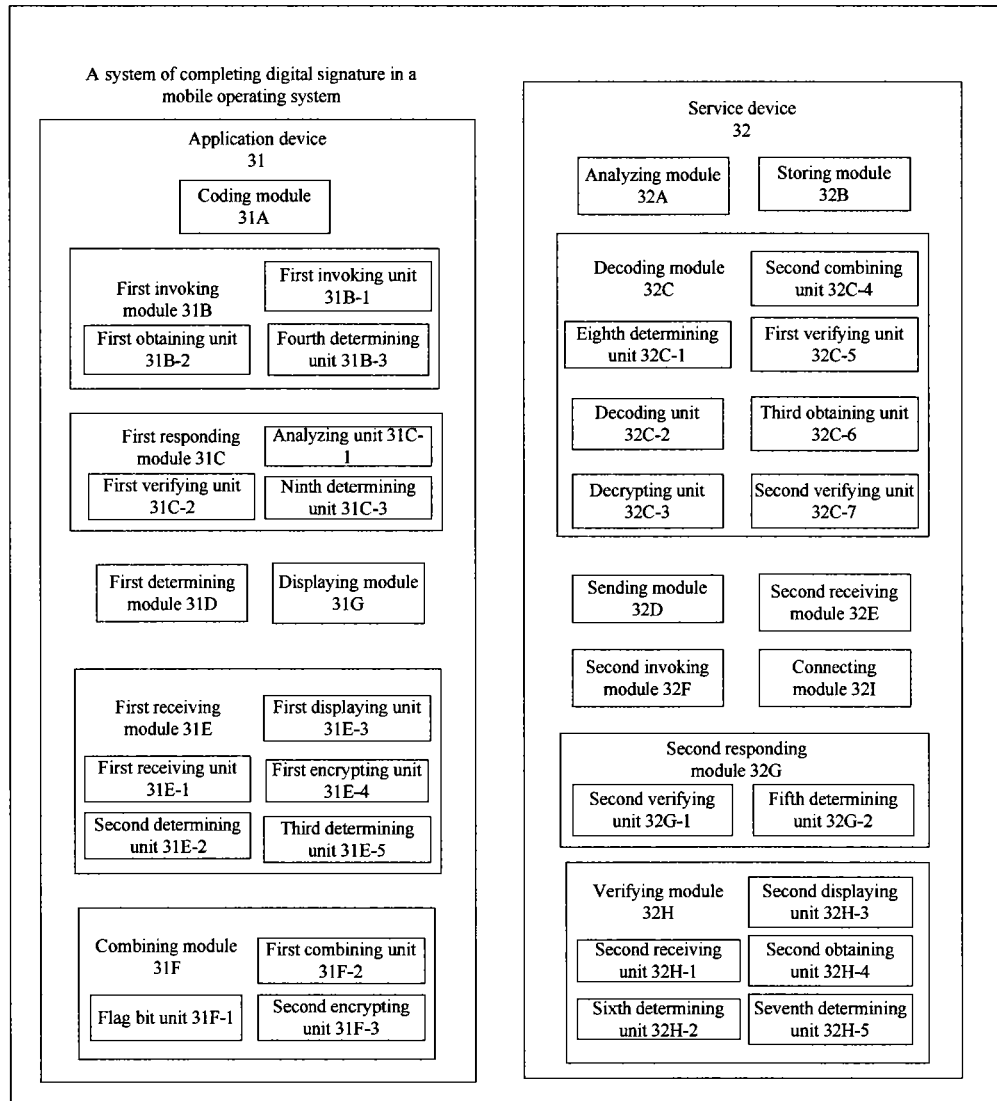 A system of completing digital signature in a
mobile operating system
Application device
31
Coding module
31A
First invoking
module 31B
First invoking unit
31B-1
First obtaining unit
31B-2
Fourth determining
unit 31B-3
First responding
module 31C
Analyzing unit 31C-
1
First verifying unit
31C-2
Ninth determining
unit 31C-3
First determining
module 31D
Displaying module
31G
First receiving
module 31E
First displaying unit
31E-3
First receiving unit
31E-1
First encrypting unit
31E-4
Second determining
unit 31E-2
Third determining
unit 31E-5
Combining module
31F
First combining unit
31F-2
Flag bit unit 31F-1
Second encrypting
unit 31F-3
Service device
32
Analyzing module
32A
Storing module
32B
Decoding module
32C
Second combining
unit 32C-4
Eighth determining
unit 32C-1
First verifying unit
32C-5
Decoding unit
32C-2
Third obtaining unit
32C-6
Decrypting unit
32C-3
Second verifying unit
32C-7
Sending module
32D
Second receiving
module 32E
Second invoking
module 32F
Connecting
module 32I
Second responding
module 32G
Second verifying
unit 32G-1
Fifth determining
unit 32G-2
Verifying module
32H
Second displaying
unit 32H-3
Second receiving
unit 32H-1
Second obtaining
unit 32H-4
Sixth determining
unit 32H-2
Seventh determining
unit 32H-5